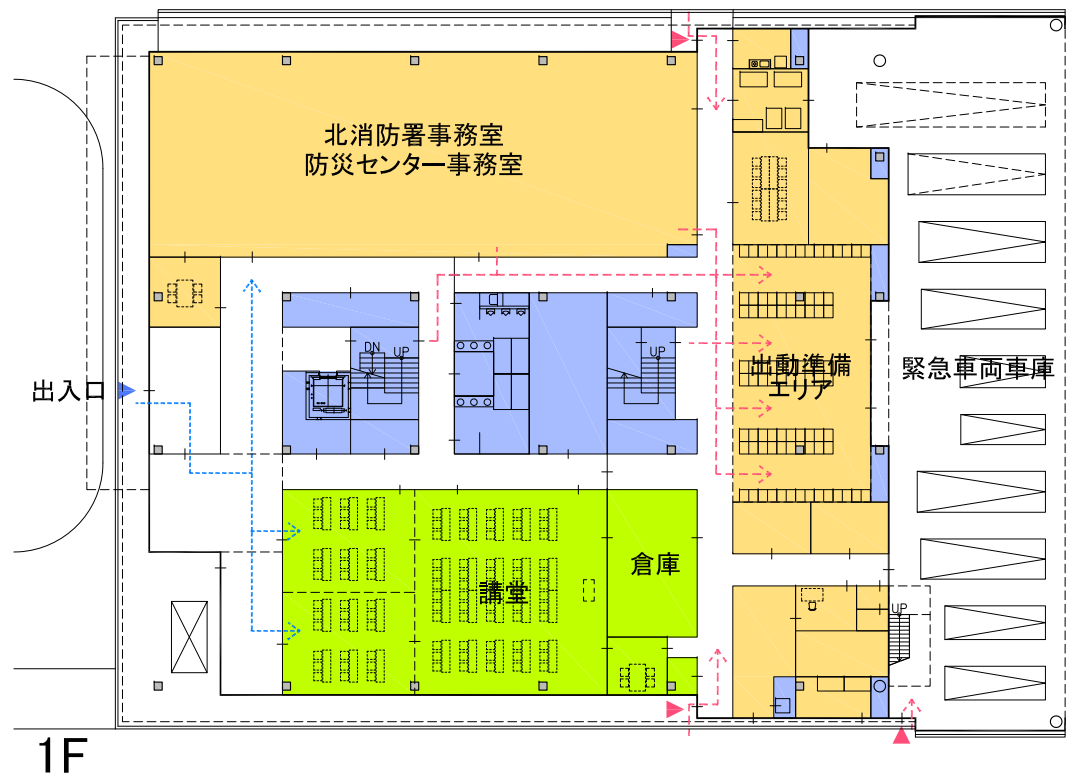 北消防署事務室
防災センター事務室
DN
UP
UP
出入口
出動準備
エリア
緊急車両車庫
倉庫
講堂
UP
1F